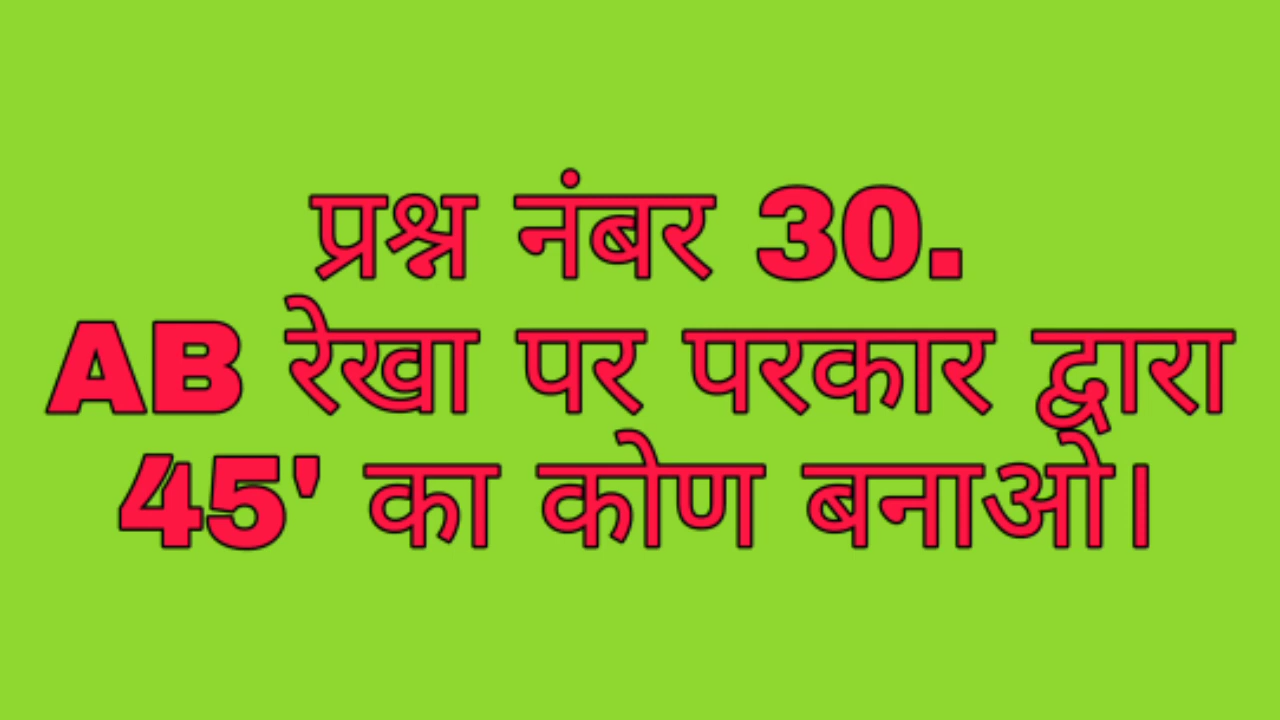 प्रश्न नंबर 30.
AB रेखा पर परकार द्वारा
45' का कोण बनाओ।